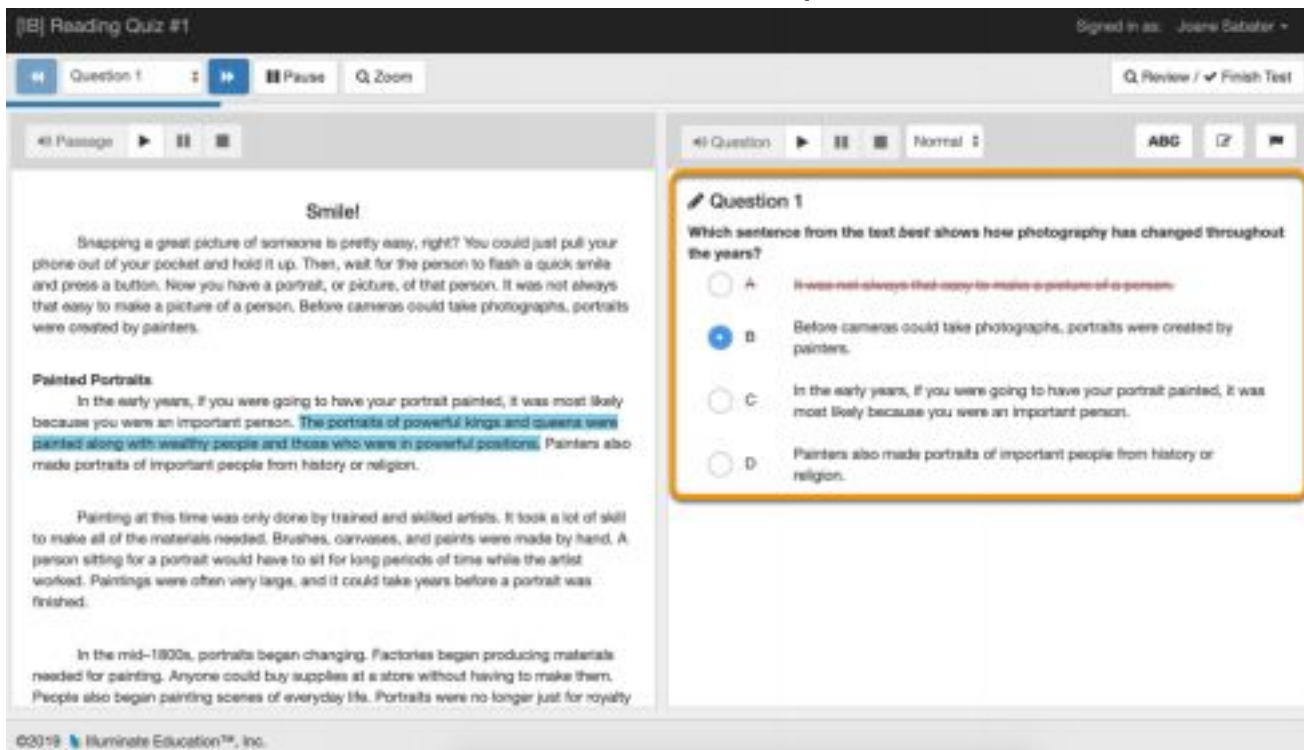 [IB] Reading Quiz #1
Signed in as: Joane Sabater
Question 1
Pause
Zoom
Review / ✔ Finish Test
Passage
Question
Normal
ABC
Smile!
Snapping a great picture of someone is pretty easy, right? You could just pull your
phone out of your pocket and hold it up. Then, wait for the person to flash a quick smile
and press a button. Now you have a portrait, or picture, of that person. It was not always
that easy to make a picture of a person. Before cameras could take photographs, portraits
were created by painters.
Painted Portraits
In the early years, if you were going to have your portrait painted, it was most likely
because you were an important person. The portraits of powerful kings and queens were
painted along with wealthy people and those who were in powerful positions. Painters also
made portraits of important people from history or religion.
Painting at this time was only done by trained and skilled artists. It took a lot of skill
to make all of the materials needed. Brushes, canvases, and paints were made by hand. A
person sitting for a portrait would have to sit for long periods of time while the artist
worked. Paintings were often very large, and it could take years before a portrait was
finished.
In the mid–1800s, portraits began changing. Factories began producing materials
needed for painting. Anyone could buy supplies at a store without having to make them.
People also began painting scenes of everyday life. Portraits were no longer just for royalty
Question 1
Which sentence from the text best shows how photography has changed throughout
the years?
A It was not always that easy to make a picture of a person.
B Before cameras could take photographs, portraits were created by
painters.
C In the early years, if you were going to have your portrait painted, it was
most likely because you were an important person.
D Painters also made portraits of important people from history or
religion.
©2019 Illuminate Education™, Inc.